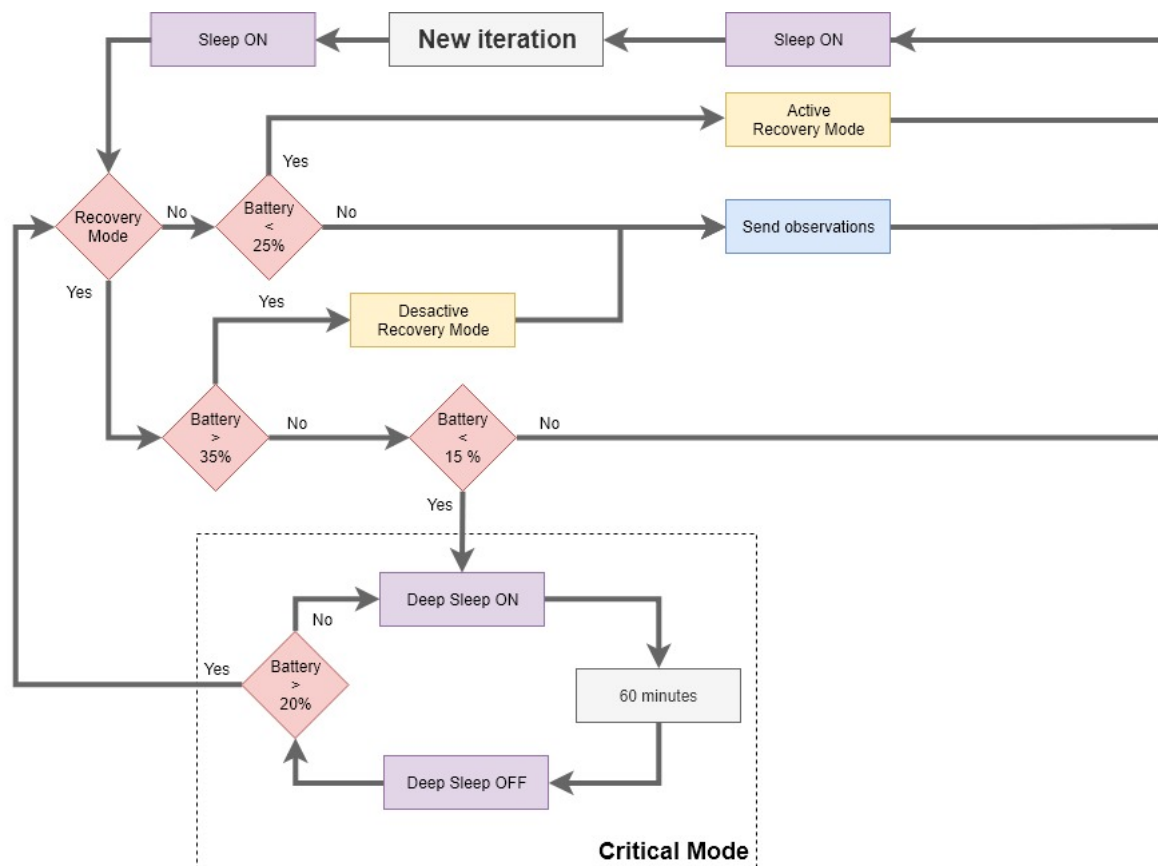 Sleep ON
New iteration
Sleep ON
Active
Recovery Mode
Yes
Recovery
Mode
No
Battery
<
25%
No
Send observations
Yes
Yes
Desactive
Recovery Mode
Battery
>
35%
No
Battery
<
15 %
No
Yes
Deep Sleep ON
No
Yes
Battery
>
20%
60 minutes
Deep Sleep OFF
Critical Mode